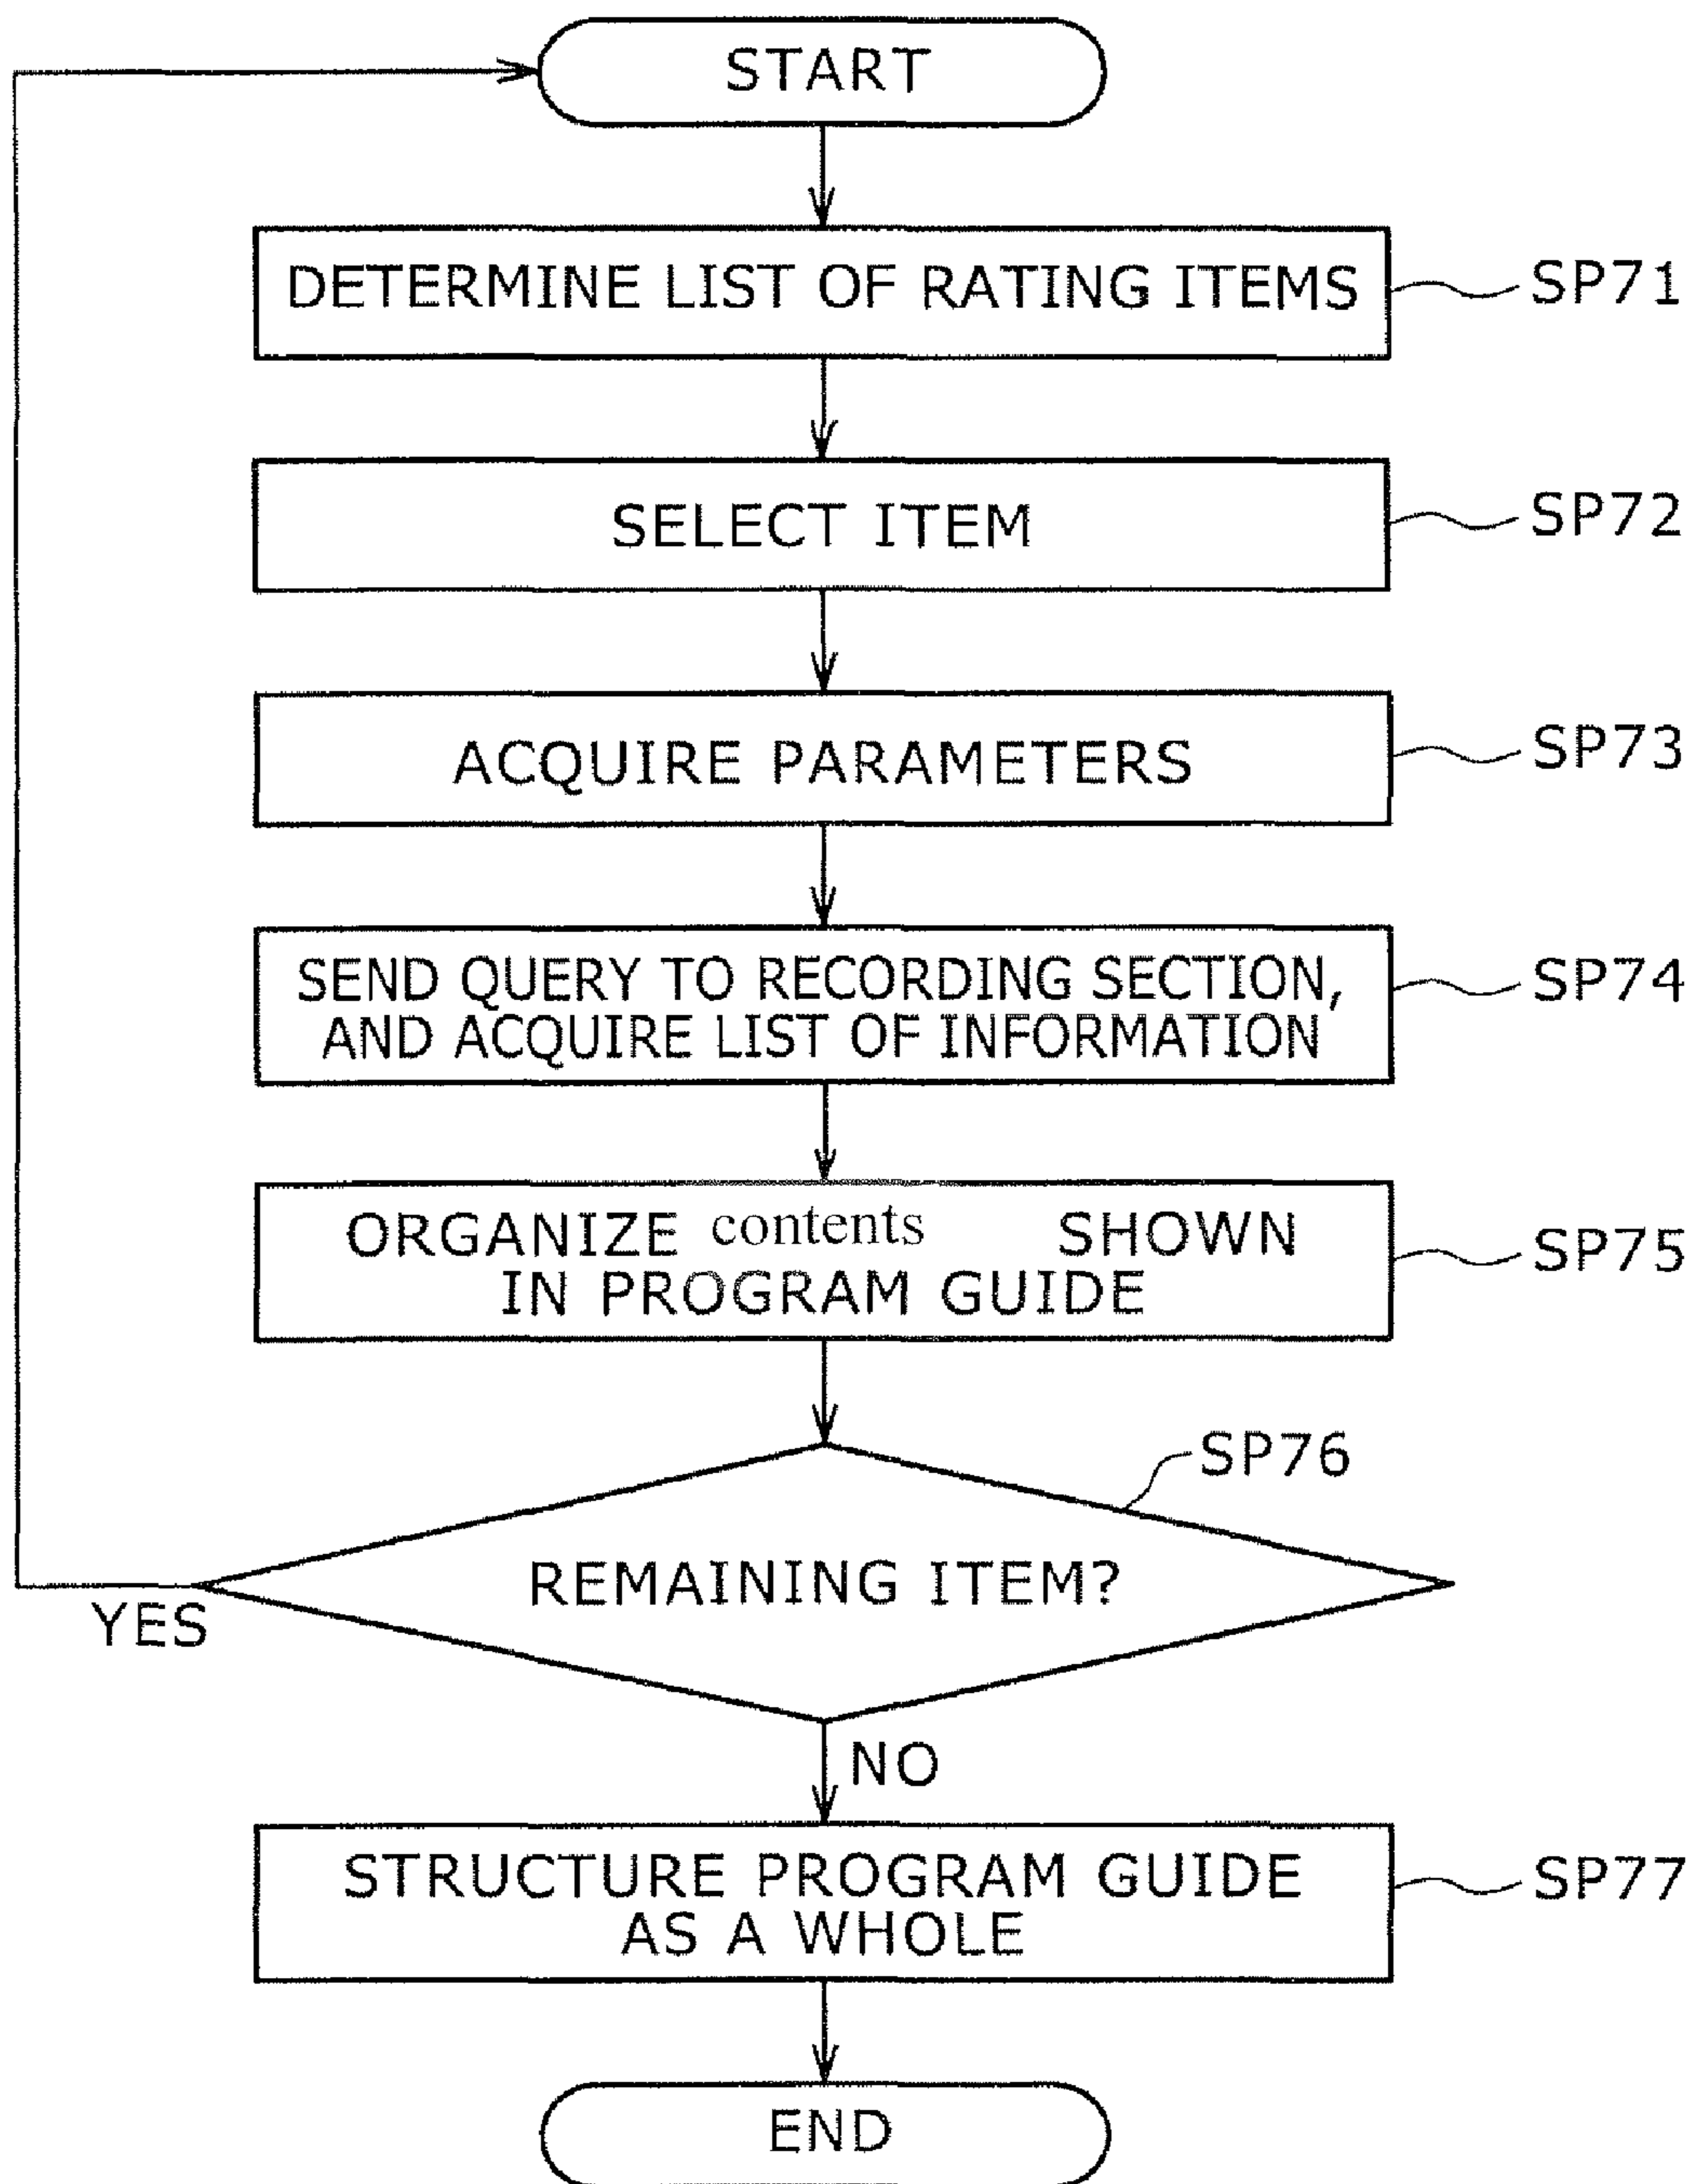 START
DETERMINE LIST OF RATING ITEMS
SP71
SELECT ITEM
SP72
ACQUIRE PARAMETERS
SP73
SEND QUERY TO RECORDING SECTION,
AND ACQUIRE LIST OF INFORMATION
SP74
ORGANIZE contents SHOWN
IN PROGRAM GUIDE
SP75
SP76
REMAINING ITEM?
YES
NO
STRUCTURE PROGRAM GUIDE
AS A WHOLE
SP77
END